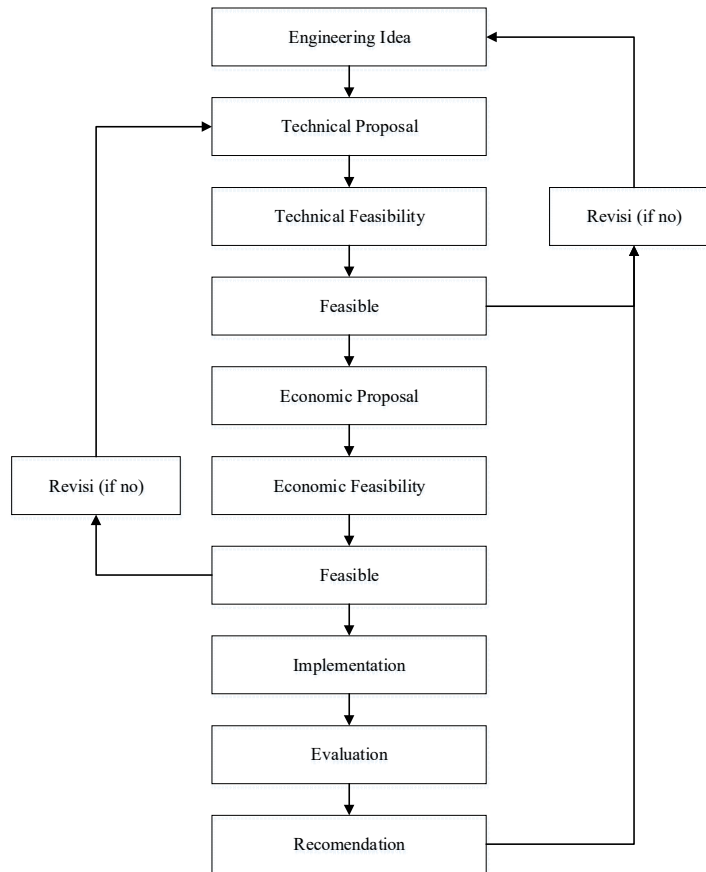 Engineering Idea
Technical Proposal
Technical Feasibility
Revisi (if no)
Feasible
Economic Proposal
Revisi (if no)
Economic Feasibility
Feasible
Implementation
Evaluation
Recomendation